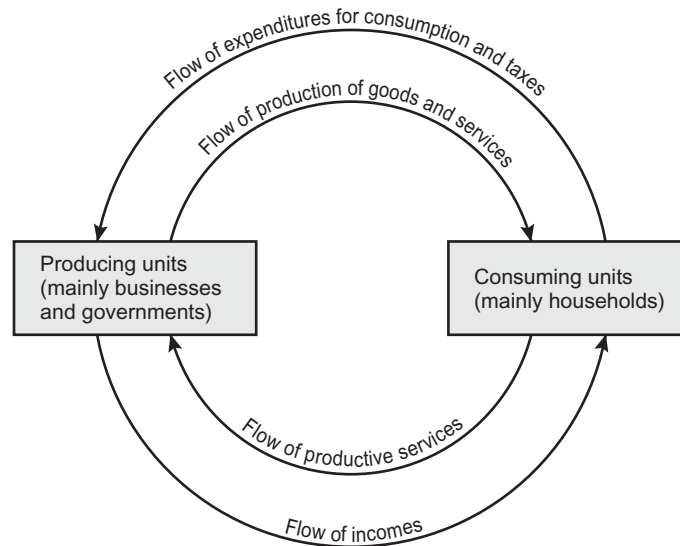 Flow of expenditures for consumption and taxes
Flow of production of goods and services
Producing units
(mainly businesses
and governments)
Consuming units
(mainly households)
Flow of productive services
Flow of incomes